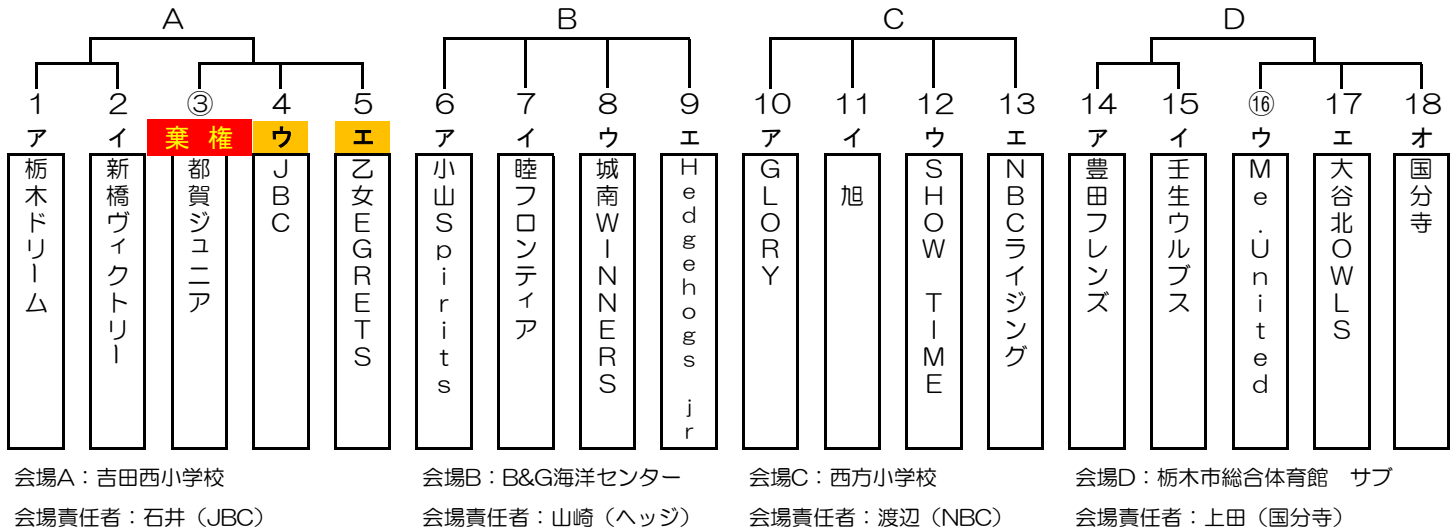 A B C D
1 2 ③ 4 5 6 7 8 9 10 11 12 13 14 15 ⑯ 17 18
ア イ 棄権 ウ エ ア イ ウ エ ア イ ウ エ ア イ ウ エ オ
栃木ドリーム
新橋ヴィクトリー
都賀ジュニア
JBC
乙女EGRETS
小山Spirits
睦フロンティア
城南WINNERS
Hedgehogs jr
GLORY
旭
SHOW TIME
NBCライジング
豊田フレンズ
壬生ウルブス
Me.United
大谷北OWLS
国分寺
会場A：吉田西小学校
会場責任者：石井（JBC）
会場B：B&G海洋センター
会場責任者：山崎（ヘッジ）
会場C：西方小学校
会場責任者：渡辺（NBC）
会場D：栃木市総合体育館　サブ
会場責任者：上田（国分寺）